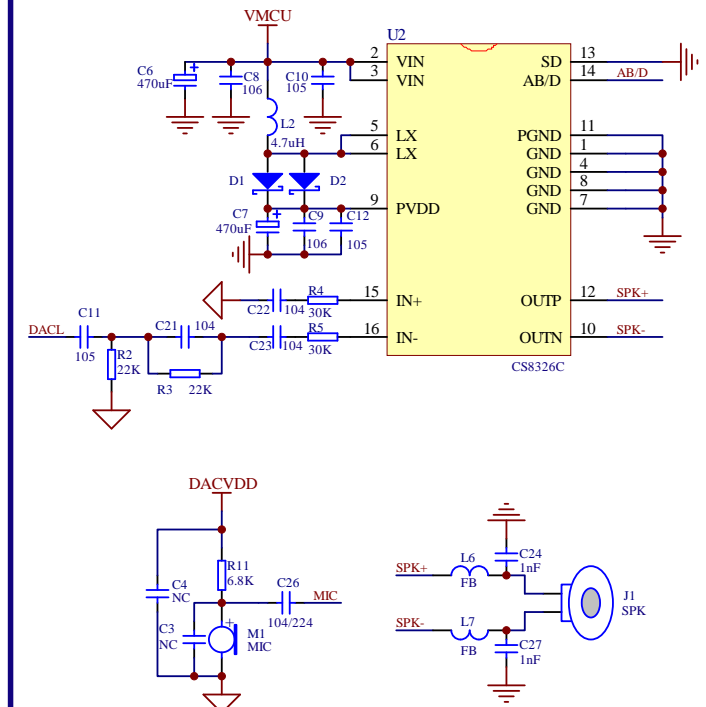 VMCU
U2
C6
470uF
C8
106
C10
105
2
VIN
3
VIN
SD
13
AB/D
14
AB/D
L2
4.7uH
5
LX
6
LX
PGND
11
GND
1
GND
4
GND
8
GND
7
D1
D2
9
PVDD
C7
470uF
C9
106
C12
105
C22
104
R4
30K
15
IN+
OUTP
12
SPK+
DACL
C11
105
R2
22K
C21
104
R3
22K
C23
104
R5
30K
16
IN-
OUTN
10
SPK-
CS8326C
DACVDD
R11
6.8K
C4
NC
C26
104/224
MIC
C3
NC
M1
MIC
SPK+
L6
FB
C24
1nF
J1
SPK
SPK-
L7
FB
C27
1nF